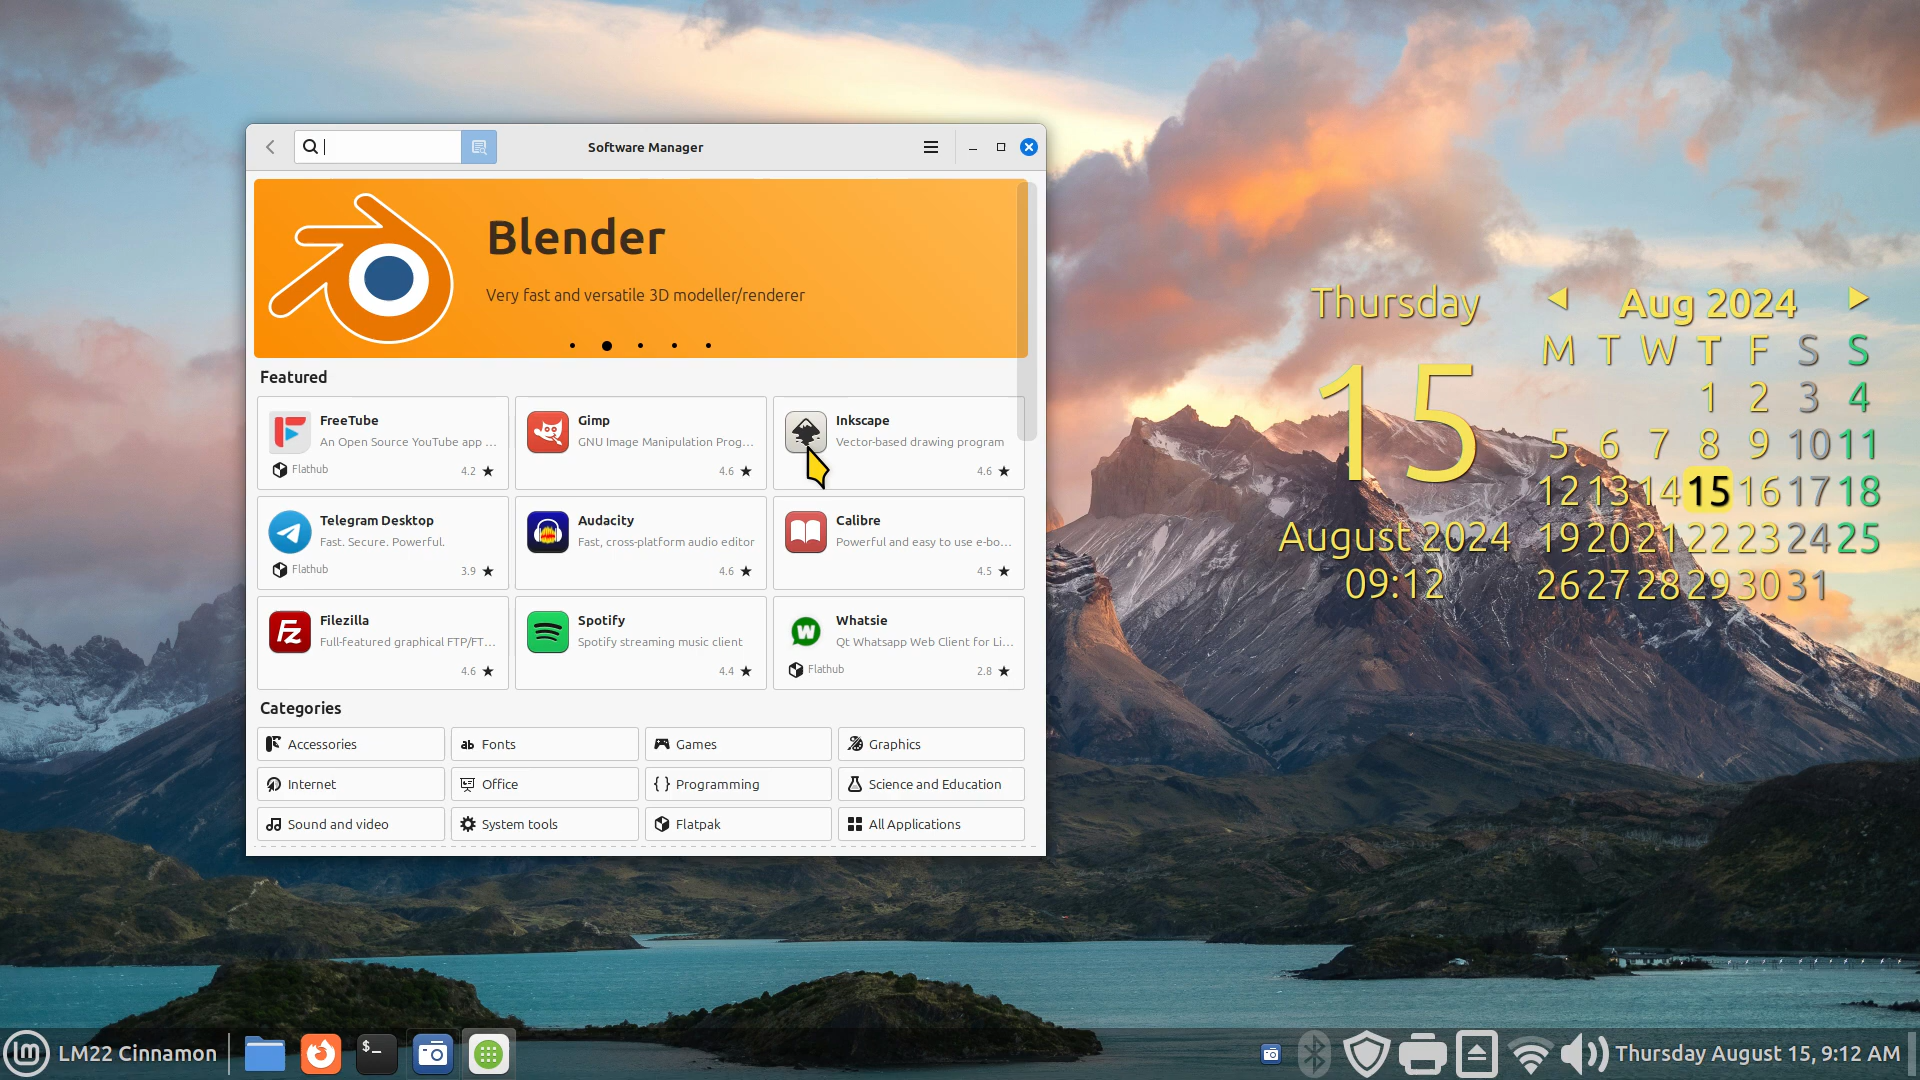 Software Manager
Blender
Very fast and versatile 3D modeller/renderer
Featured
FreeTube
An Open Source YouTube app ...
Flathub
4.2 ★
Gimp
GNU Image Manipulation Prog...
4.6 ★
Inkscape
Vector-based drawing program
4.6 ★
Telegram Desktop
Fast. Secure. Powerful.
Flathub
3.9 ★
Audacity
Fast, cross-platform audio editor
4.6 ★
Calibre
Powerful and easy to use e-bo...
4.5 ★
Filezilla
Full-featured graphical FTP/FT...
4.6 ★
Spotify
Spotify streaming music client
4.4 ★
Whatsie
Qt Whatsapp Web Client for Li...
Flathub
2.8 ★
Categories
Accessories
ab Fonts
Games
Graphics
Internet
Office
{ } Programming
Science and Education
Sound and video
System tools
Flatpak
All Applications
Thursday
15
August 2024
09:12
Aug 2024
M T W T F S S
1 2 3 4
5 6 7 8 9 10 11
12 13 14 15 16 17 18
19 20 21 22 23 24 25
26 27 28 29 30 31
LM22 Cinnamon
$_
Thursday August 15, 9:12 AM